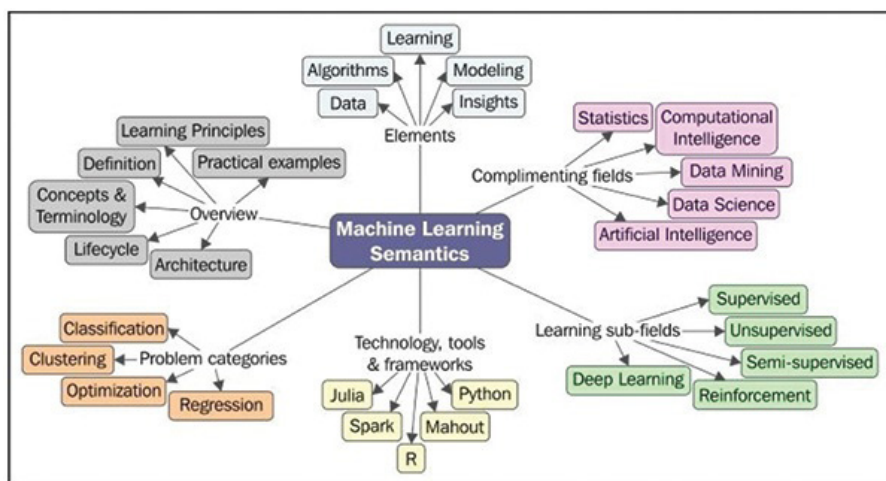 Learning
Algorithms
Modeling
Data
Insights
Elements
Statistics
Computational
Intelligence
Complimenting fields
Data Mining
Data Science
Artificial Intelligence
Learning Principles
Definition
Practical examples
Concepts &
Terminology
Overview
Lifecycle
Architecture
Machine Learning
Semantics
Classification
Clustering
Problem categories
Optimization
Regression
Technology, tools
& frameworks
Julia
Python
Spark
Mahout
R
Learning sub-fields
Supervised
Unsupervised
Semi-supervised
Deep Learning
Reinforcement